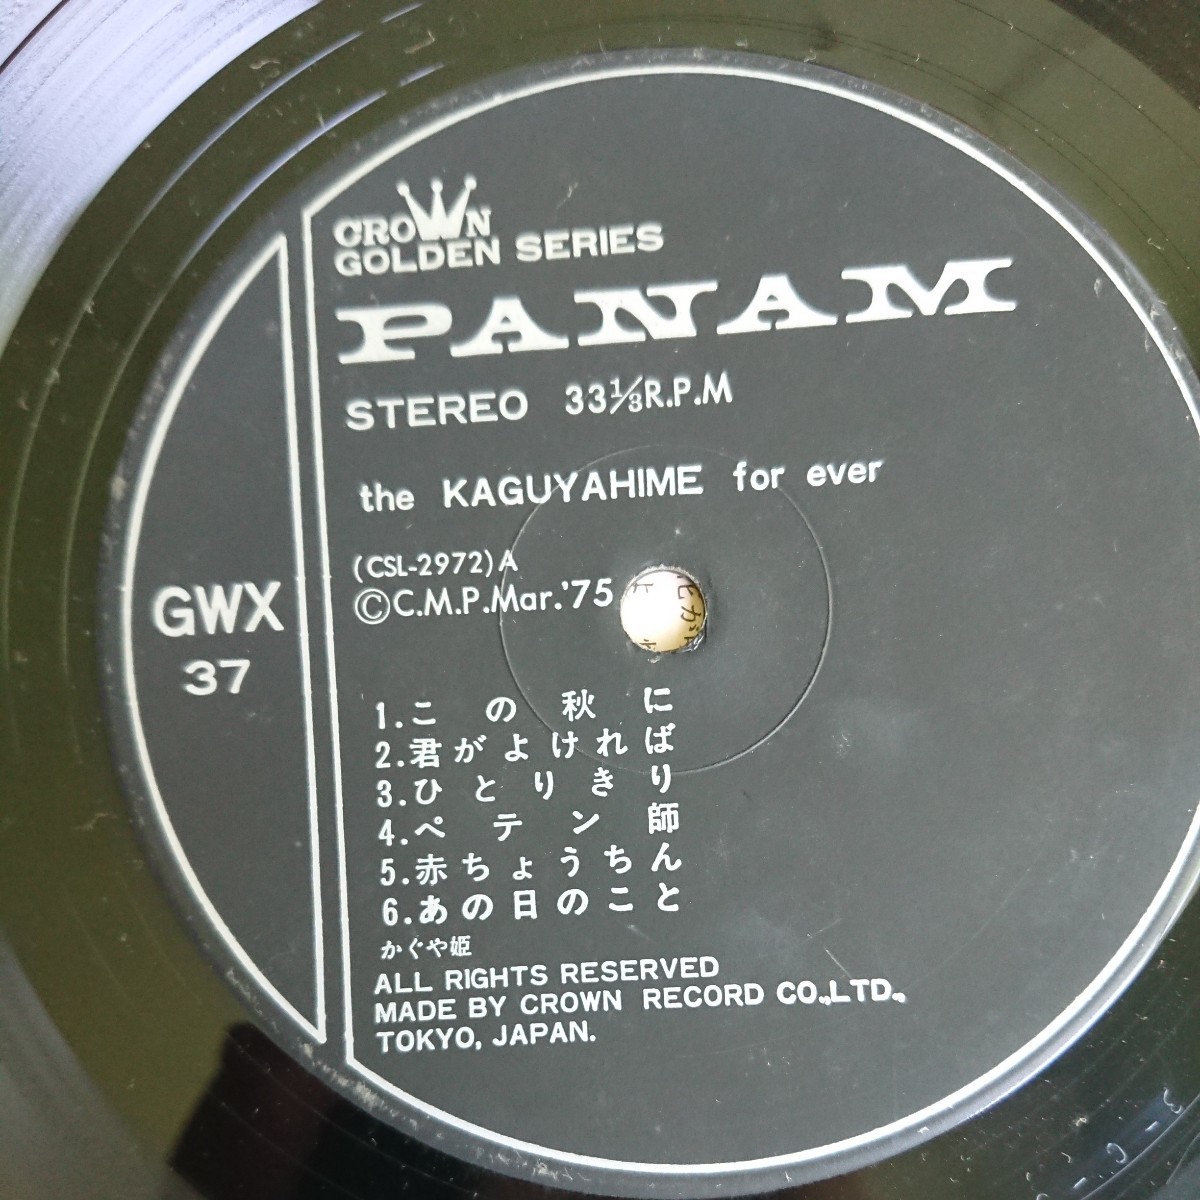 CROWN
GOLDEN SERIES
PANAM
STEREO 33⅓R.P.M
the KAGUYAHIME for ever
(CSL-2972)A
©C.M.P.Mar.'75
GWX
37
1.この秋に
2.君がよければ
3.ひとりきり
4.ペテン師
5.赤ちょうちん
6.あの日のこと
かぐや姫
ALL RIGHTS RESERVED
MADE BY CROWN RECORD CO.,LTD.,
TOKYO, JAPAN.